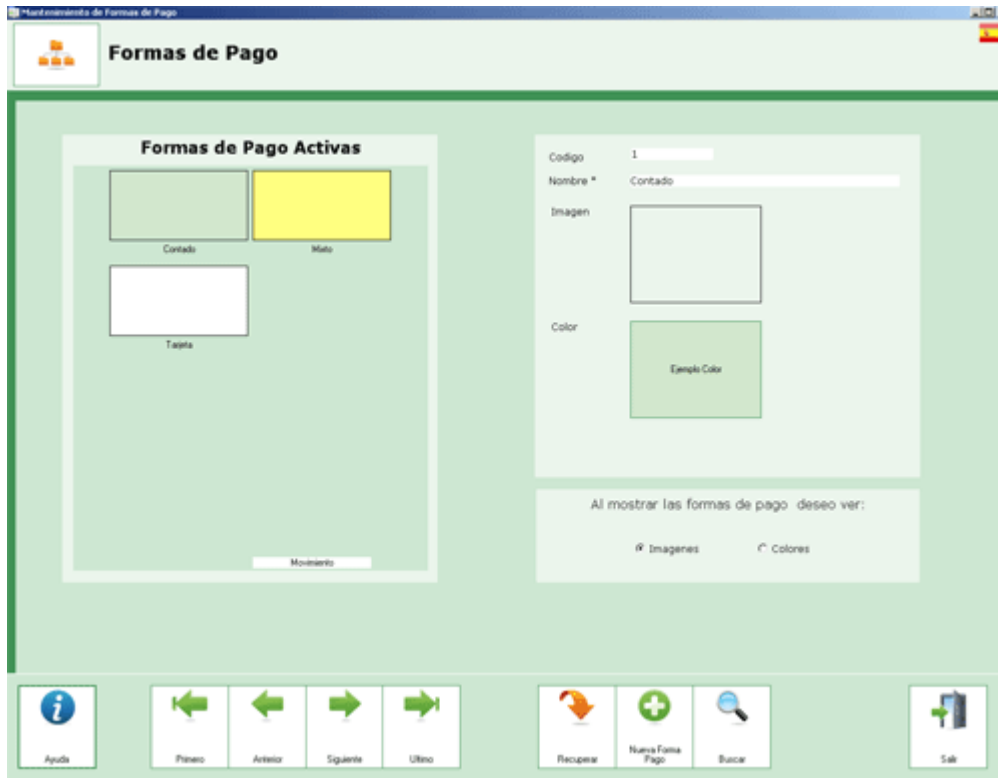 Mantenimiento de Formas de Pago
Formas de Pago
Formas de Pago Activas
Contado
Mixto
Tarjeta
Movimiento
Codigo
1
Nombre *
Contado
Imagen
Color
Ejemplo Color
Al mostrar las formas de pago deseo ver:
Imagenes
Colores
Ayuda
Primero
Anterior
Siguiente
Ultimo
Recuperar
Nueva Forma
Pago
Buscar
Salir